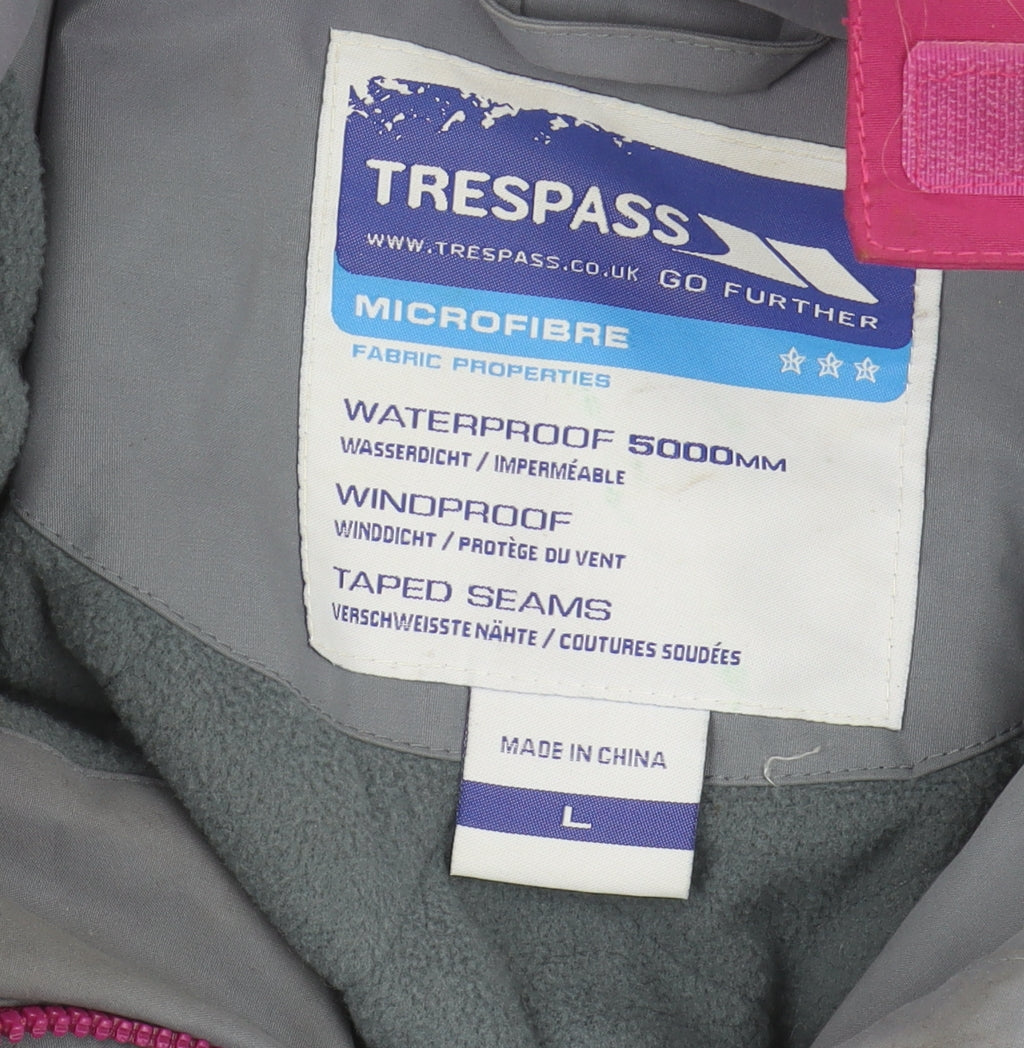 TRESPASS
WWW.TRESPASS.CO.UK GO FURTHER
MICROFIBRE
FABRIC PROPERTIES
WATERPROOF 5000MM
WASSERDICHT / IMPERMÉABLE
WINDPROOF
WINDDICHT / PROTÈGE DU VENT
TAPED SEAMS
VERSCHWEISSTE NÄHTE / COUTURES SOUDÉES
MADE IN CHINA
L